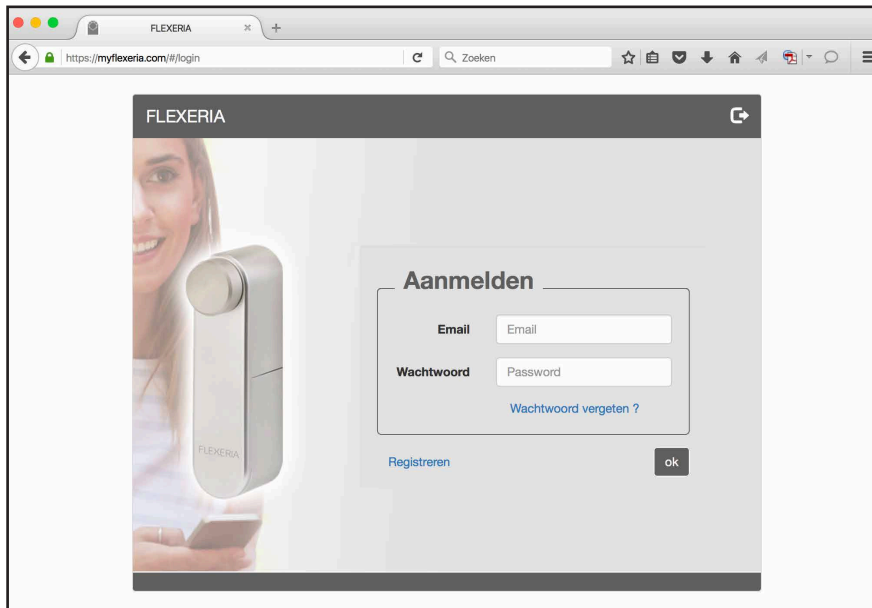 FLEXERIA
https://myflexeria.com/#/login
Zoeken
FLEXERIA
Aanmelden
Email Email
Wachtwoord Password
Wachtwoord vergeten ?
FLEXERIA
Registreren ok